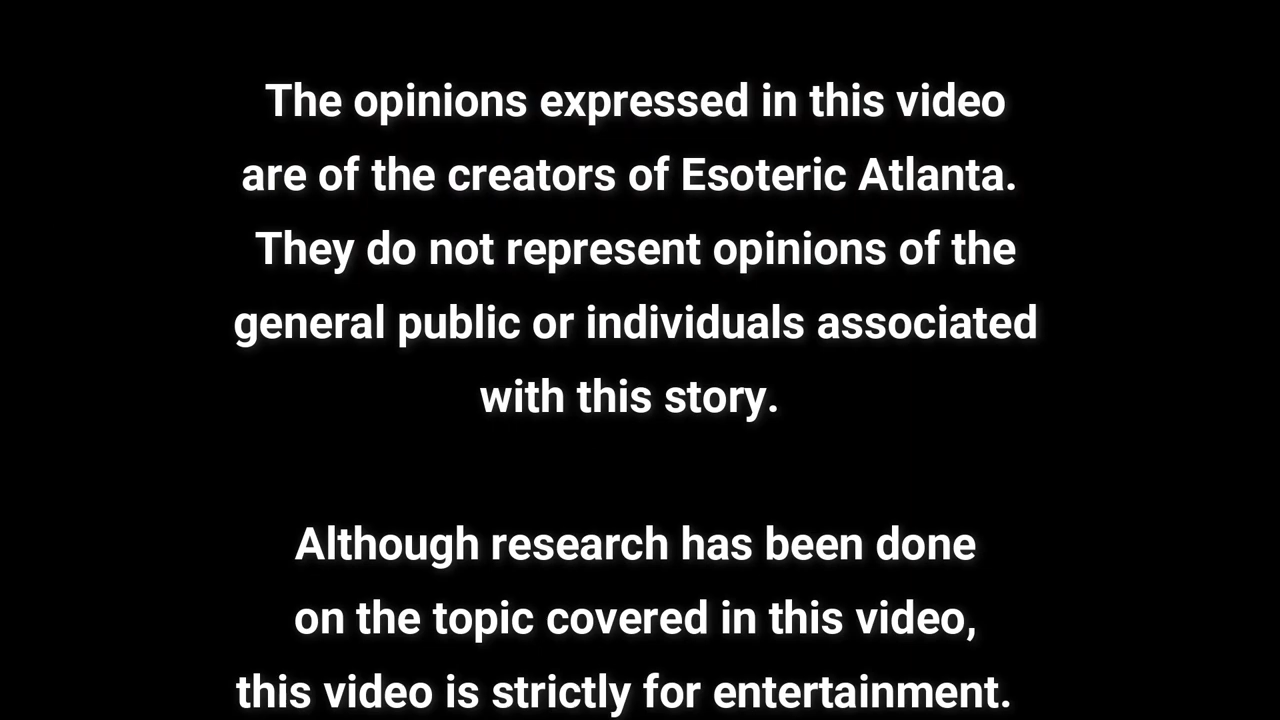 The opinions expressed in this video
are of the creators of Esoteric Atlanta.
They do not represent opinions of the
general public or individuals associated
with this story.
Although research has been done
on the topic covered in this video,
this video is strictly for entertainment.